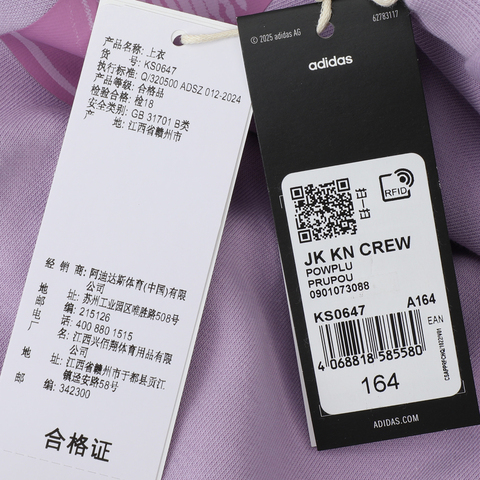 产品名称: 上衣
货 号: KS0647
执行标准: Q/320500 ADSZ 012-2024
产品等级: 合格品
检验合格: 检18
安全类别: GB 31701 B类
产 地: 江西省赣州市
经 销 商: 阿迪达斯体育(中国)有限公司
地 址: 苏州工业园区唯胜路508号
邮 编: 215126
电 话: 400 880 1515
厂 名: 江西兴佰翔体育用品有限公司
地 址: 江西省赣州市于都县贡江镇迳安路58号
邮 编: 342300
合格证
© 2025 adidas AG
62783117
adidas
RFID
JK KN CREW
POWPLU
PRUPOU
0901073088
KS0647 A164
EAN
4 068818 585580
164
ADIDAS.COM